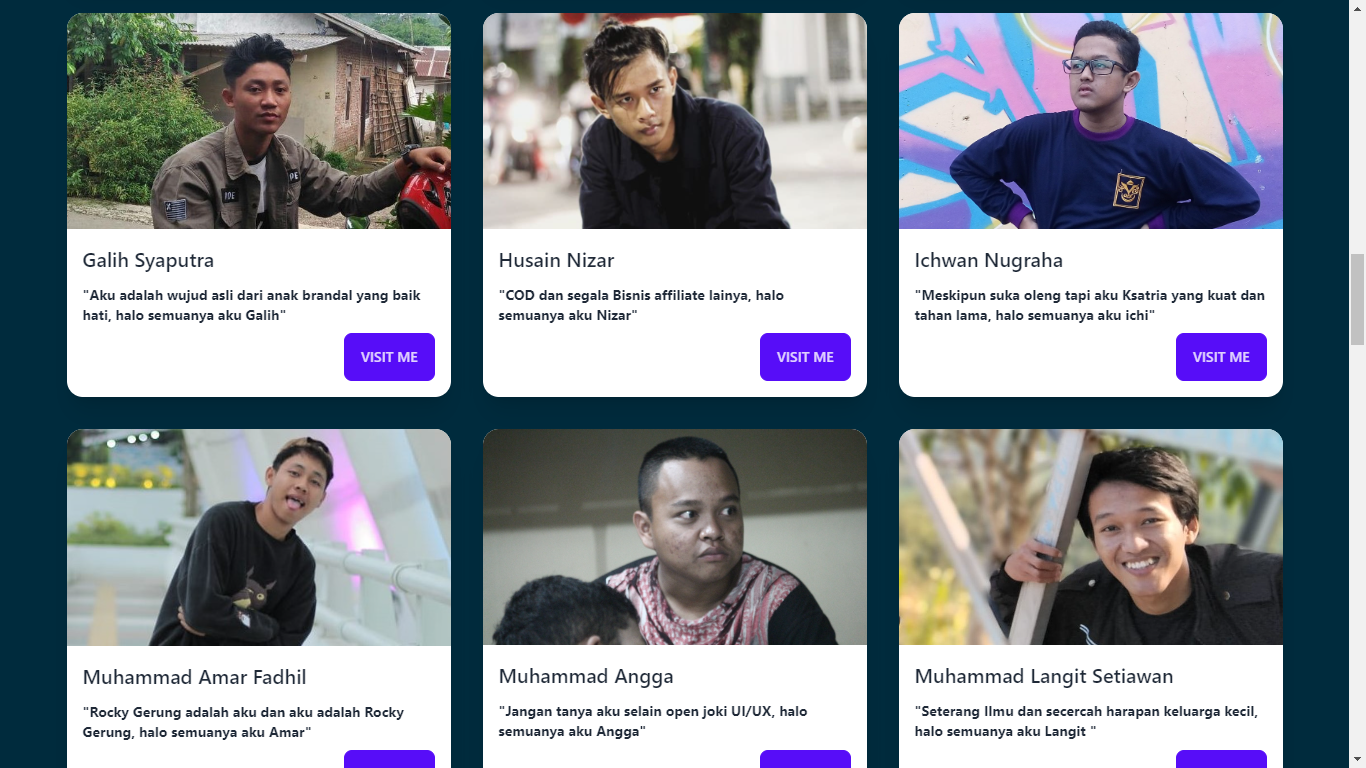 Galih Syaputra
"Aku adalah wujud asli dari anak brandal yang baik
hati, halo semuanya aku Galih"
VISIT ME
Husain Nizar
"COD dan segala Bisnis affiliate lainya, halo
semuanya aku Nizar"
VISIT ME
Ichwan Nugraha
"Meskipun suka oleng tapi aku Ksatria yang kuat dan
tahan lama, halo semuanya aku ichi"
VISIT ME
Muhammad Amar Fadhil
"Rocky Gerung adalah aku dan aku adalah Rocky
Gerung, halo semuanya aku Amar"
Muhammad Angga
"Jangan tanya aku selain open joki UI/UX, halo
semuanya aku Angga"
Muhammad Langit Setiawan
"Seterang Ilmu dan secercah harapan keluarga kecil,
halo semuanya aku Langit "